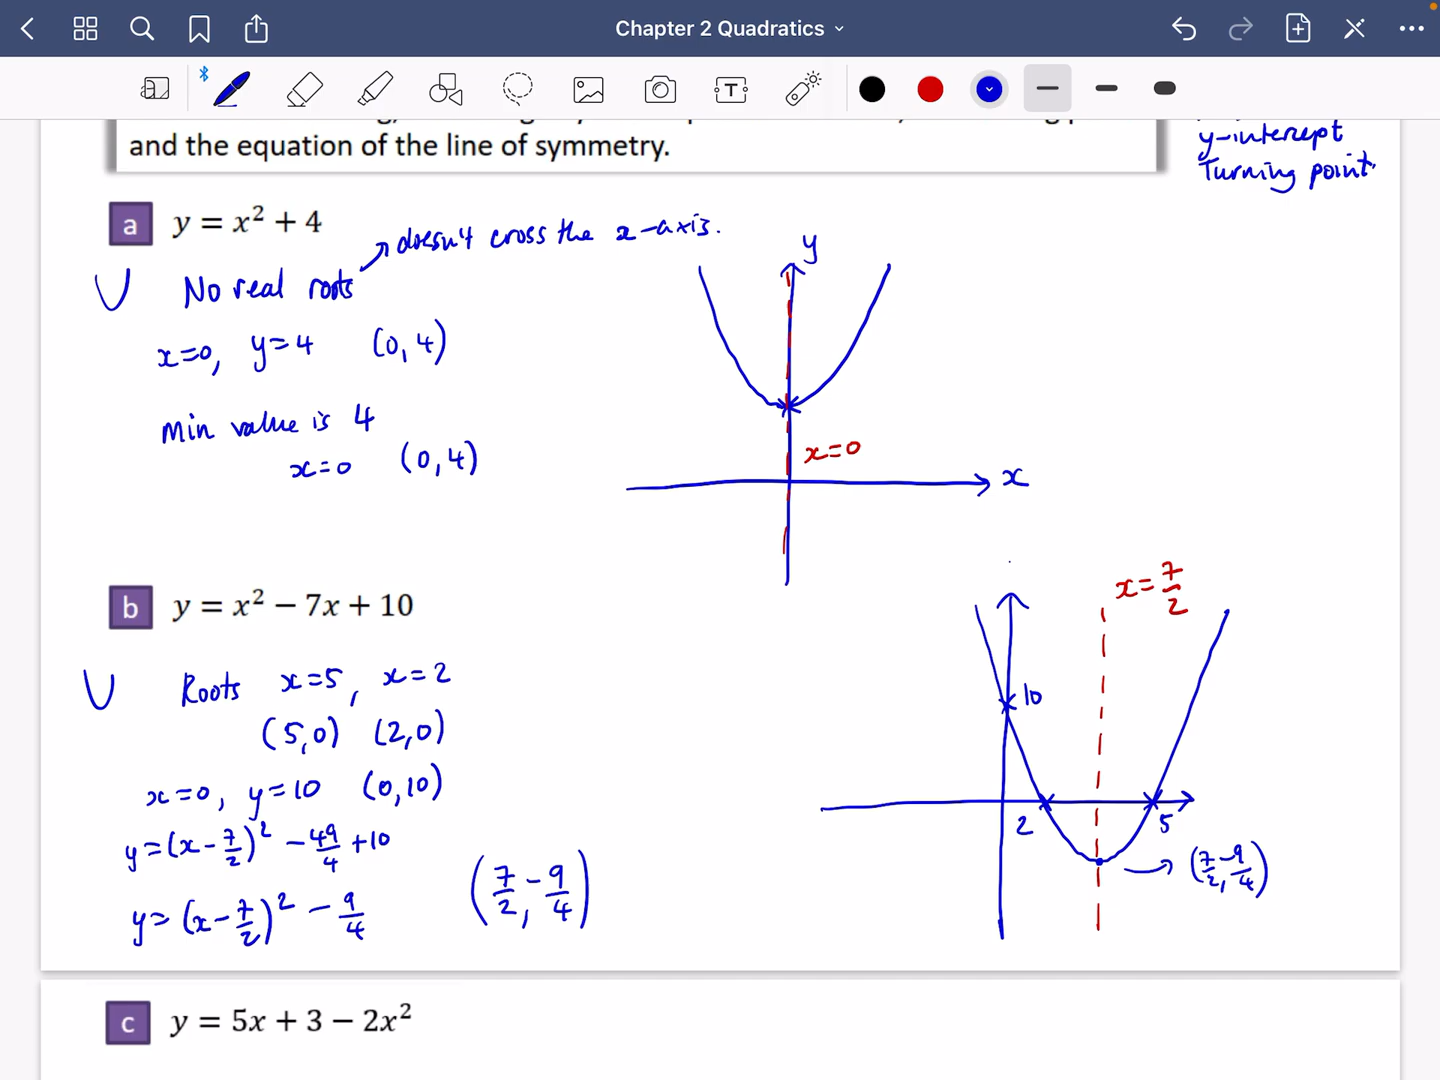 Chapter 2 Quadratics
T
and the equation of the line of symmetry.
y-intercept
Turning point
a y = x² + 4
doesn't cross the x-axis.
No real roots
x=0, y=4 (0,4)
Min value is 4
x=0 (0,4)
y
x=0
x
b y = x² − 7x + 10
Roots x=5, x=2
(5,0) (2,0)
x=0, y=10 (0,10)
y=(x-7/2)² -49/4 +10
y=(x-7/2)² - 9/4 (7/2, -9/4)
x=7/2
10
2
5
(7/2, -9/4)
c y = 5x + 3 − 2x²